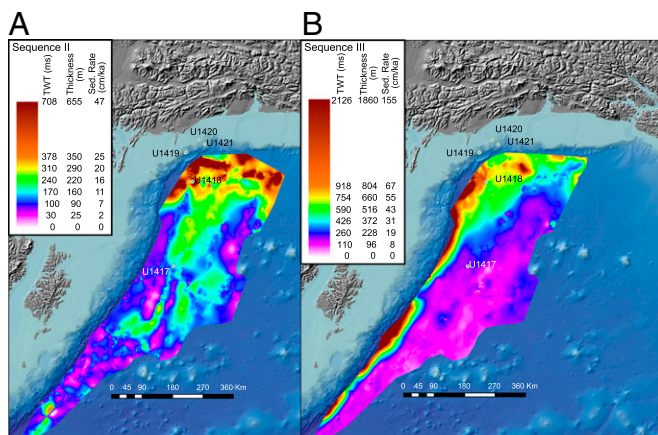 A
Sequence II
TWT (ms) Thickness (m) Sed. Rate (cm/ka)
708 655 47
378 350 25
310 290 20
240 220 16
170 160 11
100 90 7
30 25 2
0 0 0
U1420
U1421
U1419
U1418
U1417
0 45 90 180 270 360 Km
B
Sequence III
TWT (ms) Thickness (m) Sed. Rate (cm/ka)
2126 1860 155
918 804 67
754 660 55
590 516 43
426 372 31
260 228 19
110 96 8
0 0 0
U1420
U1421
U1419
U1418
U1417
0 45 90 180 270 360 Km